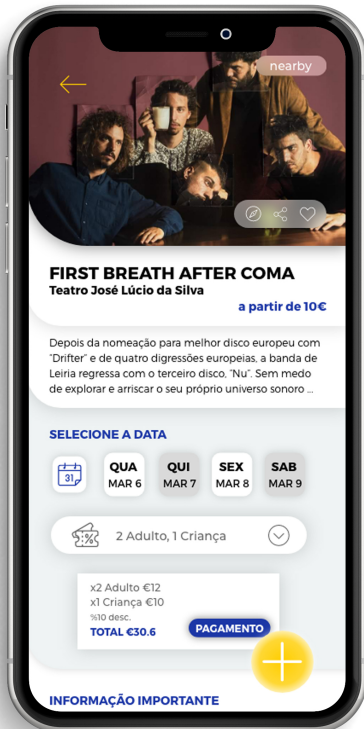 nearby
FIRST BREATH AFTER COMA
Teatro José Lúcio da Silva
a partir de 10€
Depois da nomeação para melhor disco europeu com
"Drifter" e de quatro digressões europeias, a banda de
Leiria regressa com o terceiro disco, "Nu". Sem medo
de explorar e arriscar o seu próprio universo sonoro ...
SELECIONE A DATA
31
QUA QUI SEX SAB
MAR 6 MAR 7 MAR 8 MAR 9
%
2 Adulto, 1 Criança
x2 Adulto €12
x1 Criança €10
%10 desc.
TOTAL €30.6 PAGAMENTO
INFORMAÇÃO IMPORTANTE